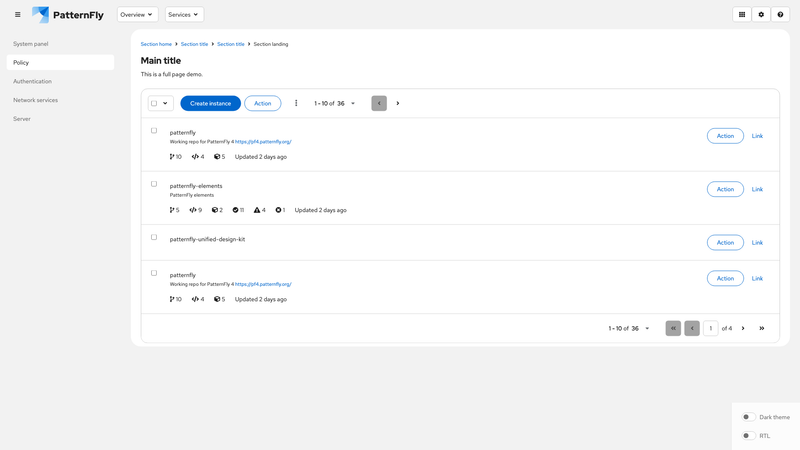 PatternFly
Overview
Services
System panel
Policy
Authentication
Network services
Server
Section home
Section title
Section title
Section landing
Main title
This is a full page demo.
Create instance
Action
1 - 10 of 36
patternfly
Working repo for PatternFly 4 https://pf4.patternfly.org/
10 4 5 Updated 2 days ago
Action
Link
patternfly-elements
PatternFly elements
5 9 2 11 4 1 Updated 2 days ago
Action
Link
patternfly-unified-design-kit
Action
Link
patternfly
Working repo for PatternFly 4 https://pf4.patternfly.org/
10 4 5 Updated 2 days ago
Action
Link
1 - 10 of 36
1 of 4
Dark theme
RTL